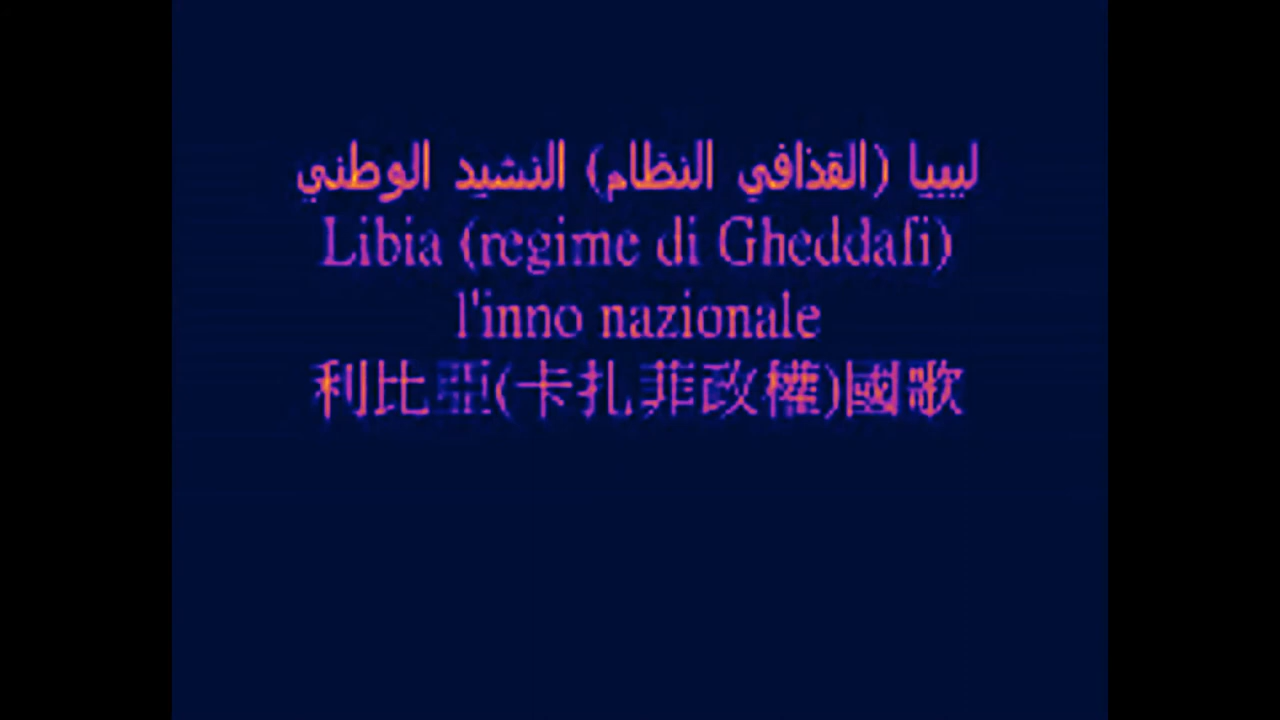 ليبيا (القذافي النظام) النشيد الوطني
Libia (regime di Gheddafi)
l'inno nazionale
利比亞(卡扎菲政權)國歌